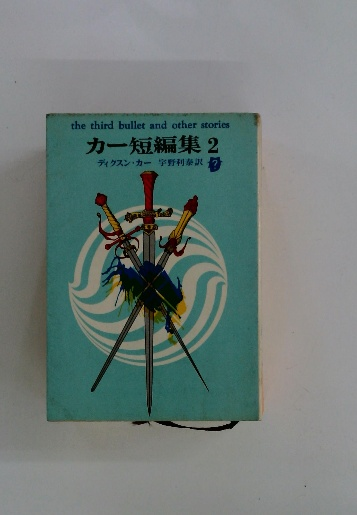 the third bullet and other stories
カー短編集 2
ディクスン・カー 宇野利泰訳 ?